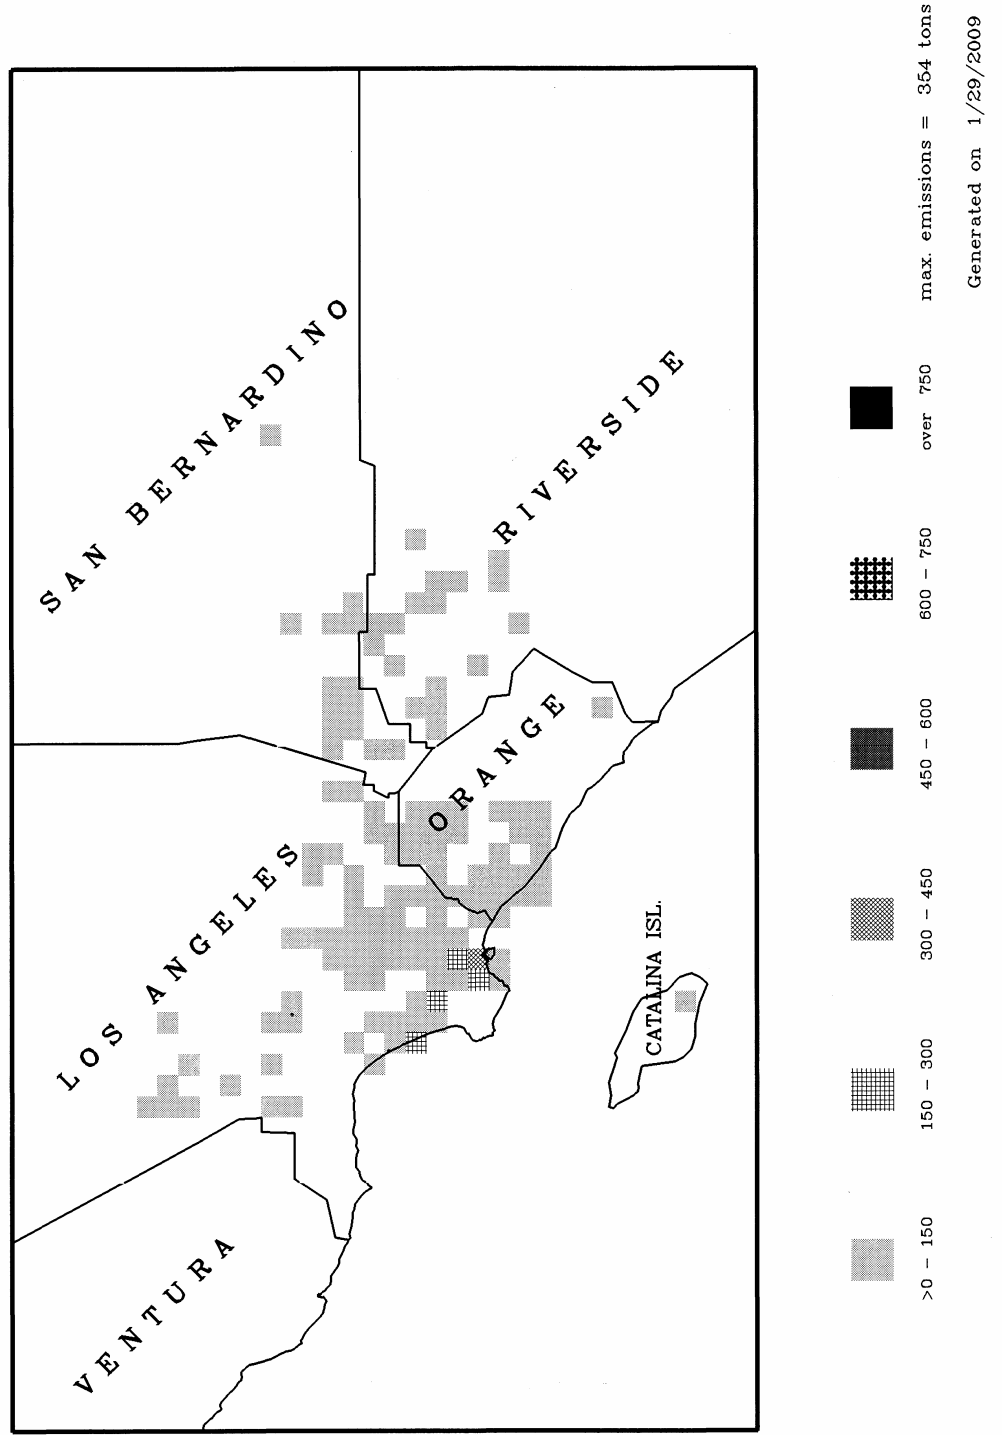 SAN BERNARDINO
LOS ANGELES
VENTURA
RIVERSIDE
ORANGE
CATALINA ISL.
>0 – 150
150 – 300
300 – 450
450 – 600
600 – 750
over 750
max. emissions = 354 tons
Generated on 1/29/2009